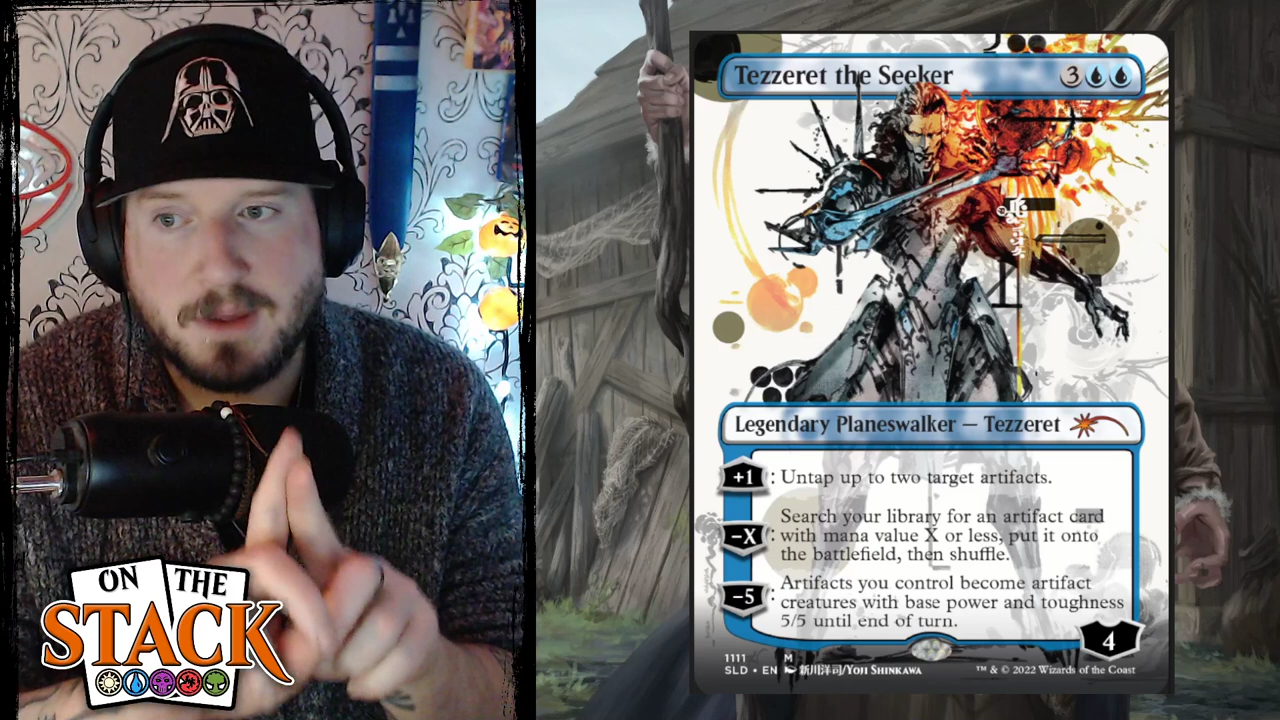 ON THE
STACK
Tezzeret the Seeker 3
Legendary Planeswalker — Tezzeret
+1 : Untap up to two target artifacts.
−X : Search your library for an artifact card
with mana value X or less, put it onto
the battlefield, then shuffle.
−5 : Artifacts you control become artifact
creatures with base power and toughness
5/5 until end of turn.
4
1111 M
SLD • EN 新川洋司/Yoji Shinkawa
™ & © 2022 Wizards of the Coast